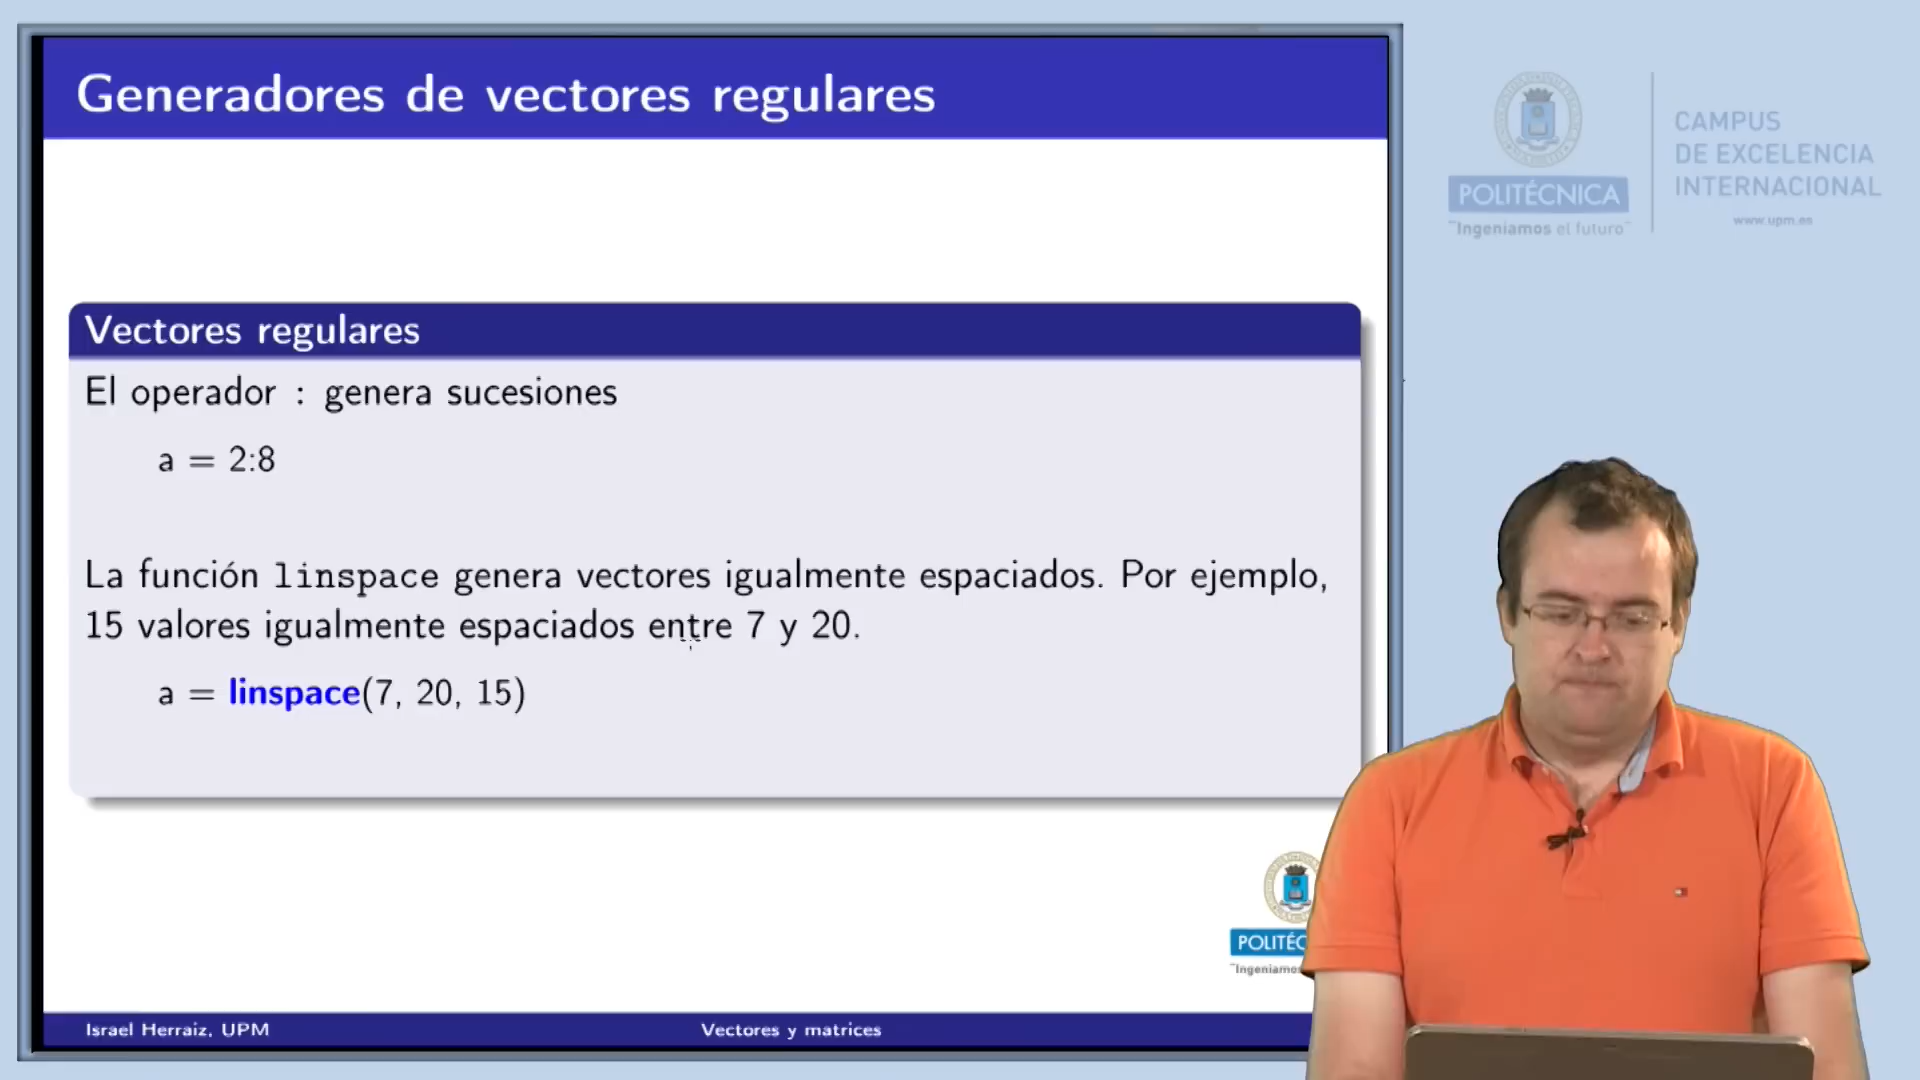 Generadores de vectores regulares
Vectores regulares
El operador : genera sucesiones
a = 2:8
La función linspace genera vectores igualmente espaciados. Por ejemplo,
15 valores igualmente espaciados entre 7 y 20.
a = linspace(7, 20, 15)
POLITÉC
"Ingeniamos
Israel Herraiz, UPM
Vectores y matrices
POLITÉCNICA
"Ingeniamos el futuro"
CAMPUS
DE EXCELENCIA
INTERNACIONAL
www.upm.es